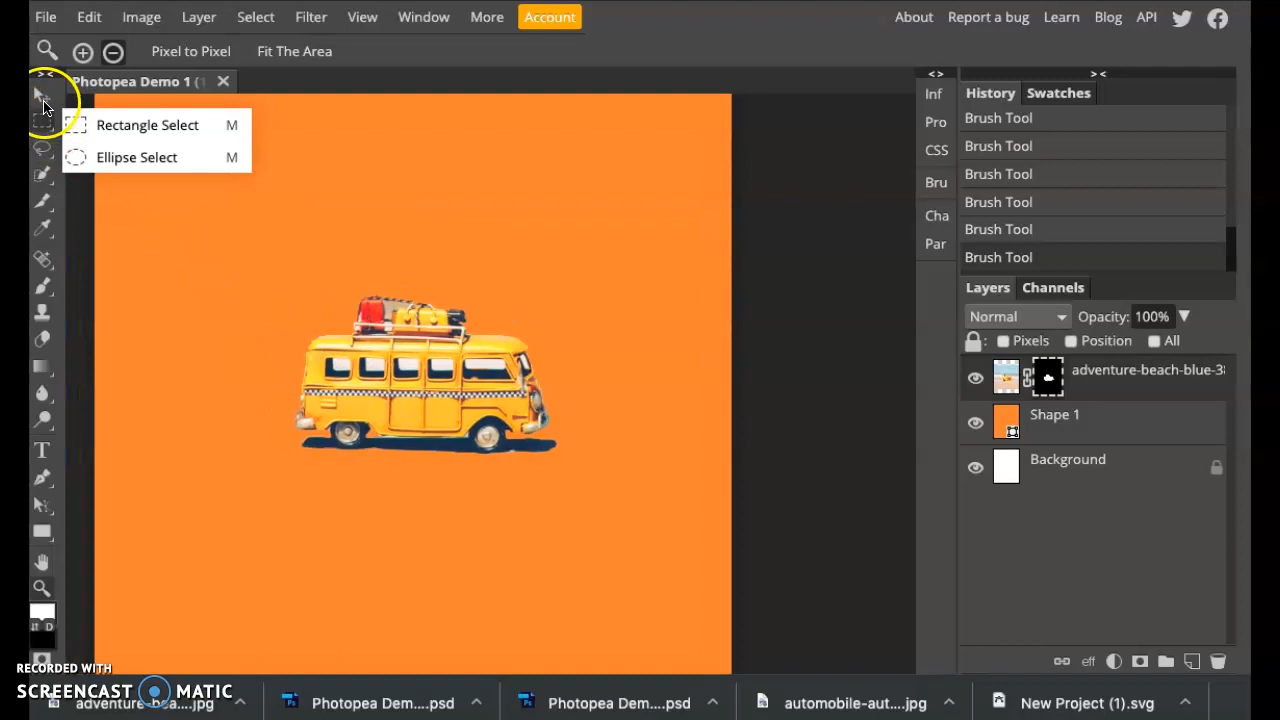 File Edit Image Layer Select Filter View Window More Account About Report a bug Learn Blog API
Pixel to Pixel Fit The Area
> <
Photopea Demo 1 (
< >
> <
Inf
Pro
CSS
Bru
Cha
Par
Rectangle Select M
Ellipse Select M
History Swatches
Brush Tool
Brush Tool
Brush Tool
Brush Tool
Brush Tool
Brush Tool
Layers Channels
Normal Opacity: 100%
: Pixels Position All
adventure-beach-blue-3
Shape 1
Background
T
D
eff
RECORDED WITH
SCREENCAST MATIC
Photopea Dem....psd
Photopea Dem....psd
automobile-aut....jpg
New Project (1).svg